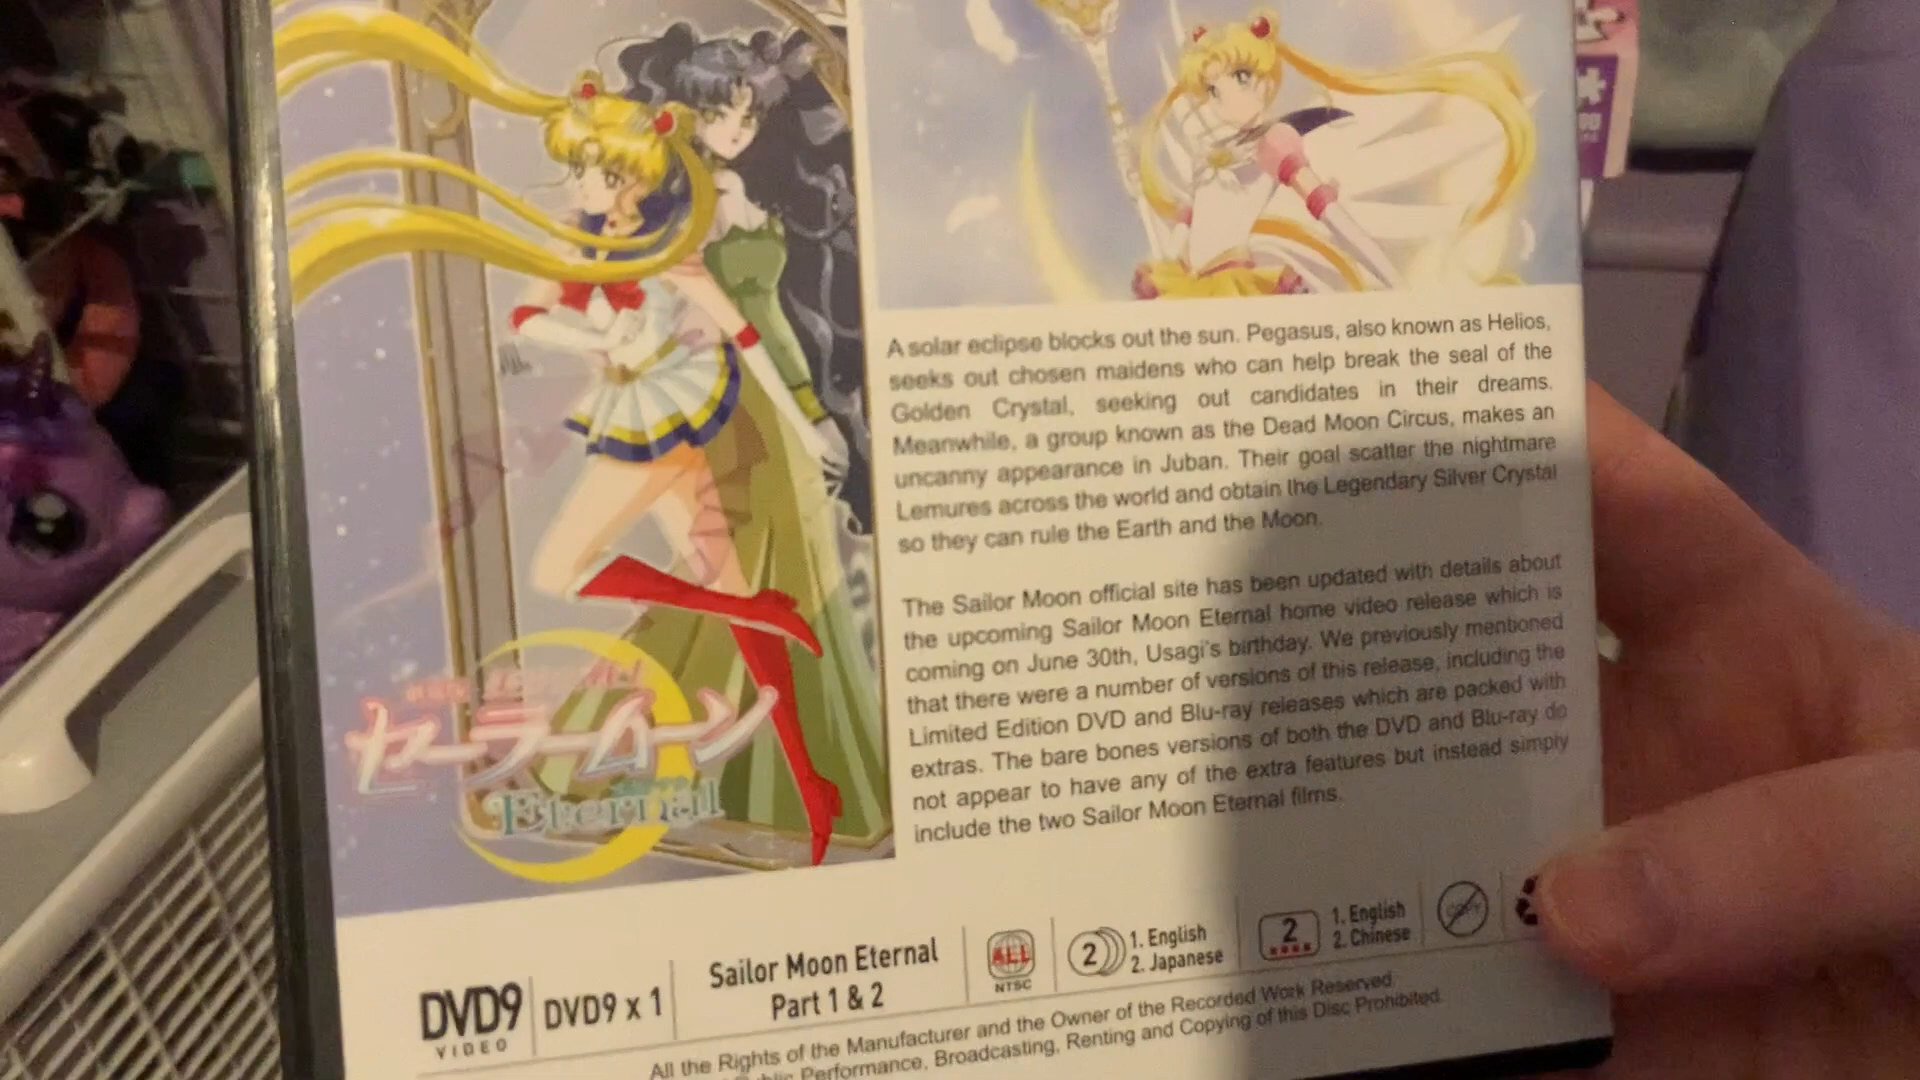 A solar eclipse blocks out the sun. Pegasus, also known as Helios,
seeks out chosen maidens who can help break the seal of the
Golden Crystal, seeking out candidates in their dreams.
Meanwhile, a group known as the Dead Moon Circus, makes an
uncanny appearance in Juban. Their goal scatter the nightmare
Lemures across the world and obtain the Legendary Silver Crystal
so they can rule the Earth and the Moon.
The Sailor Moon official site has been updated with details about
the upcoming Sailor Moon Eternal home video release which is
coming on June 30th, Usagi's birthday. We previously mentioned
that there were a number of versions of this release, including the
Limited Edition DVD and Blu-ray releases which are packed with
extras. The bare bones versions of both the DVD and Blu-ray do
not appear to have any of the extra features but instead simply
include the two Sailor Moon Eternal films.
セーラームーン
Eternal
DVD9
VIDEO
DVD9 x 1
Sailor Moon Eternal
Part 1 & 2
ALL
NTSC
2
1. English
2. Japanese
2
1. English
2. Chinese
COPY
All the Rights of the Manufacturer and the Owner of the Recorded Work Reserved.
Performance, Broadcasting, Renting and Copying of this Disc Prohibited.